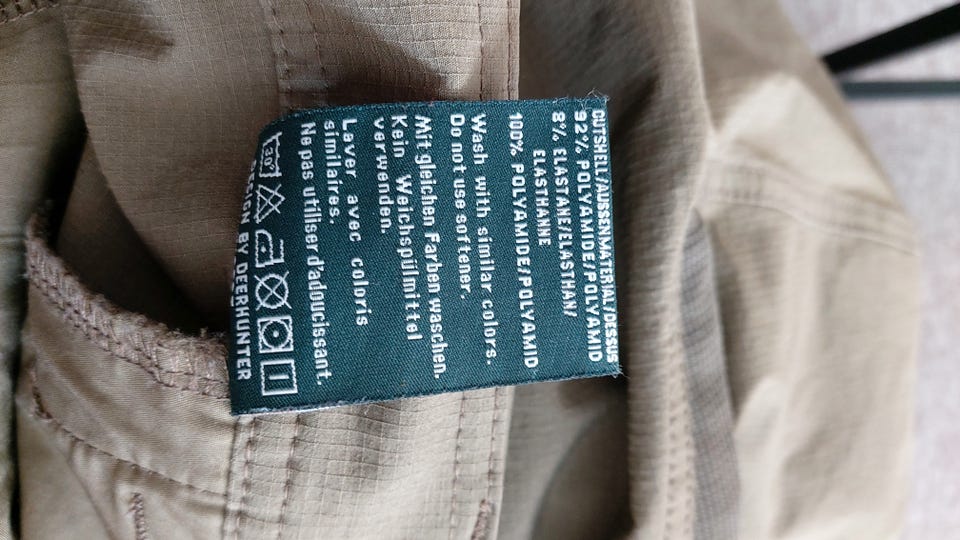 OUTSHELL/AUSSENMATERIAL/DESSUS
92% POLYAMIDE/POLYAMID
8% ELASTANE/ELASTHAN/
ELASTHANNE
100% POLYAMIDE/POLYAMID
Wash with similar colors.
Do not use softener.
Mit gleichen Farben waschen.
Kein Weichspülmittel
verwenden.
Laver avec coloris
similaires.
Ne pas utiliser d'adoucissant.
30°
DESIGN BY DEERHUNTER